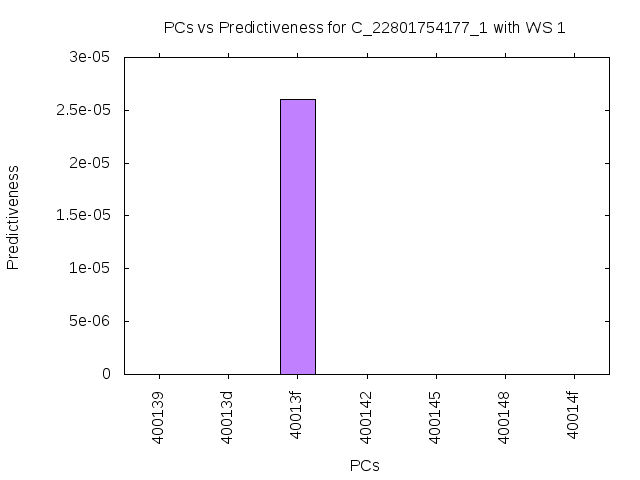 PCs vs Predictiveness for C_22801754177_1 with WS 1
3e-05
2.5e-05
2e-05
1.5e-05
1e-05
5e-06
0
Predictiveness
400139
40013d
40013f
400142
400145
400148
40014f
PCs